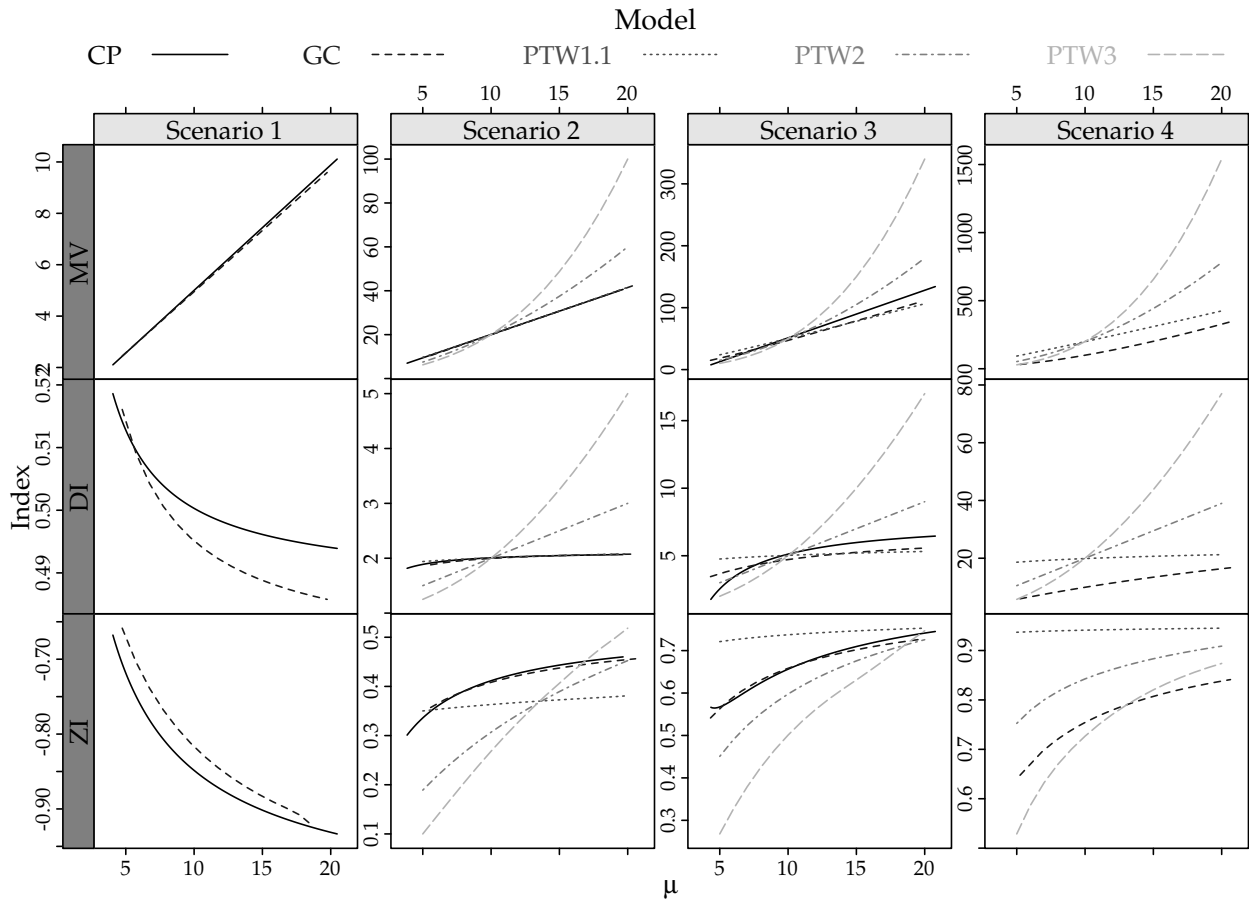 Model
CP GC PTW1.1 PTW2 PTW3
5 10 15 20 5 10 15 20
Scenario 1 Scenario 2 Scenario 3 Scenario 4
Index
MV
2 4 6 8 10
20 40 60 80 100
0 100 200 300
0 500 1000 1500
DI
0.49 0.50 0.51 0.52
1 2 3 4 5
5 10 15
20 40 60 80
ZI
-0.90 -0.80 -0.70
0.1 0.2 0.3 0.4 0.5
0.3 0.4 0.5 0.6 0.7
0.6 0.7 0.8 0.9
5 10 15 20 5 10 15 20
μ